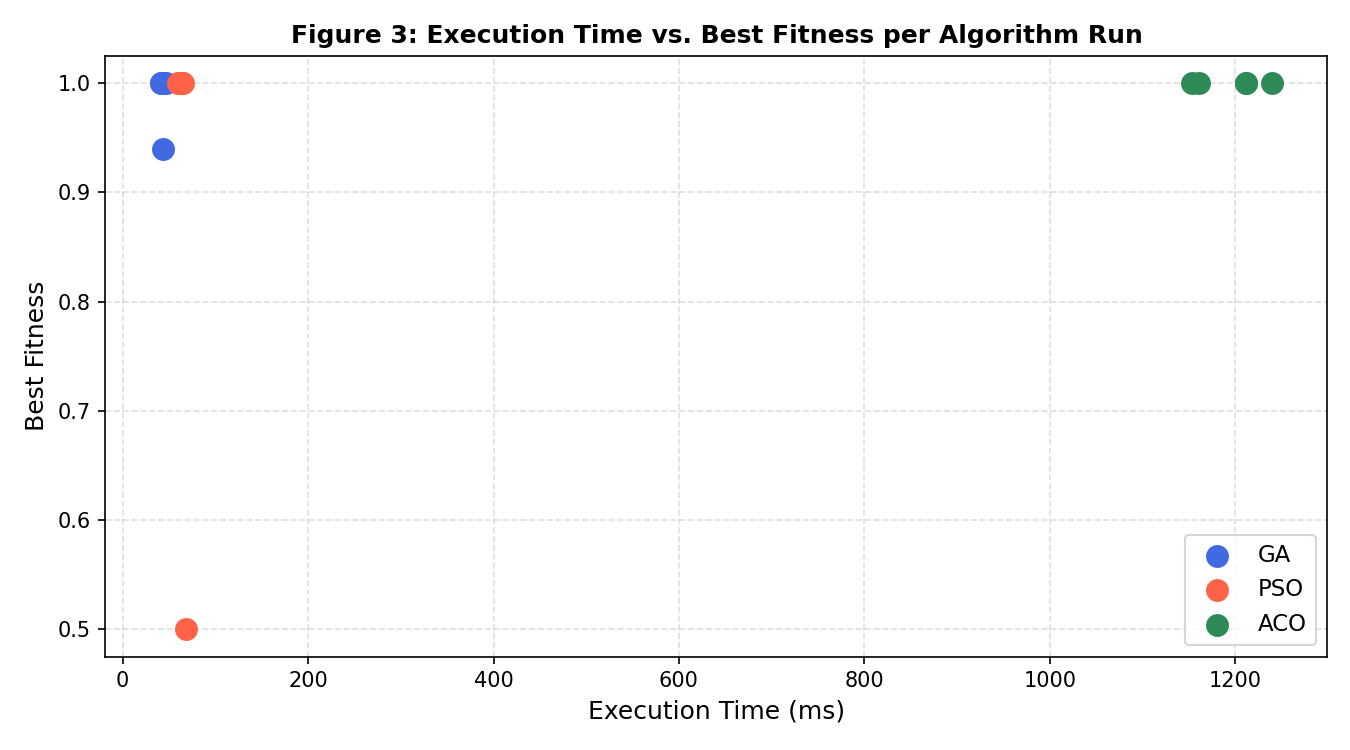 Figure 3: Execution Time vs. Best Fitness per Algorithm Run
Best Fitness
1.0
0.9
0.8
0.7
0.6
0.5
0
200
400
600
800
1000
1200
Execution Time (ms)
GA
PSO
ACO